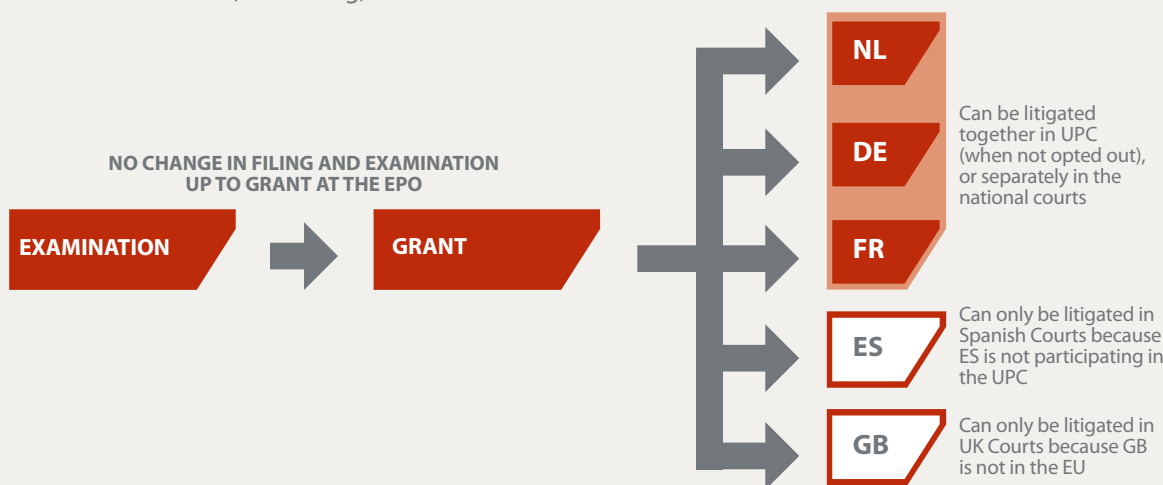 NO CHANGE IN FILING AND EXAMINATION
UP TO GRANT AT THE EPO
EXAMINATION
GRANT
NL
DE
FR
Can be litigated
together in UPC
(when not opted out),
or separately in the
national courts
ES
Can only be litigated in
Spanish Courts because
ES is not participating in
the UPC
GB
Can only be litigated in
UK Courts because GB
is not in the EU